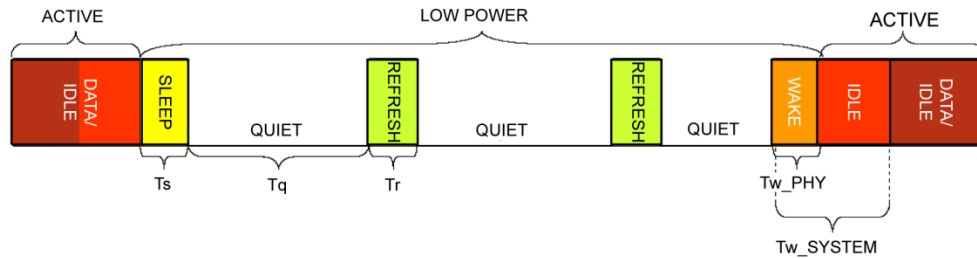 ACTIVE
LOW POWER
ACTIVE
DATA/
IDLE
SLEEP
QUIET
REFRESH
QUIET
REFRESH
QUIET
WAKE
IDLE
DATA/
IDLE
Ts
Tq
Tr
Tw_PHY
Tw_SYSTEM